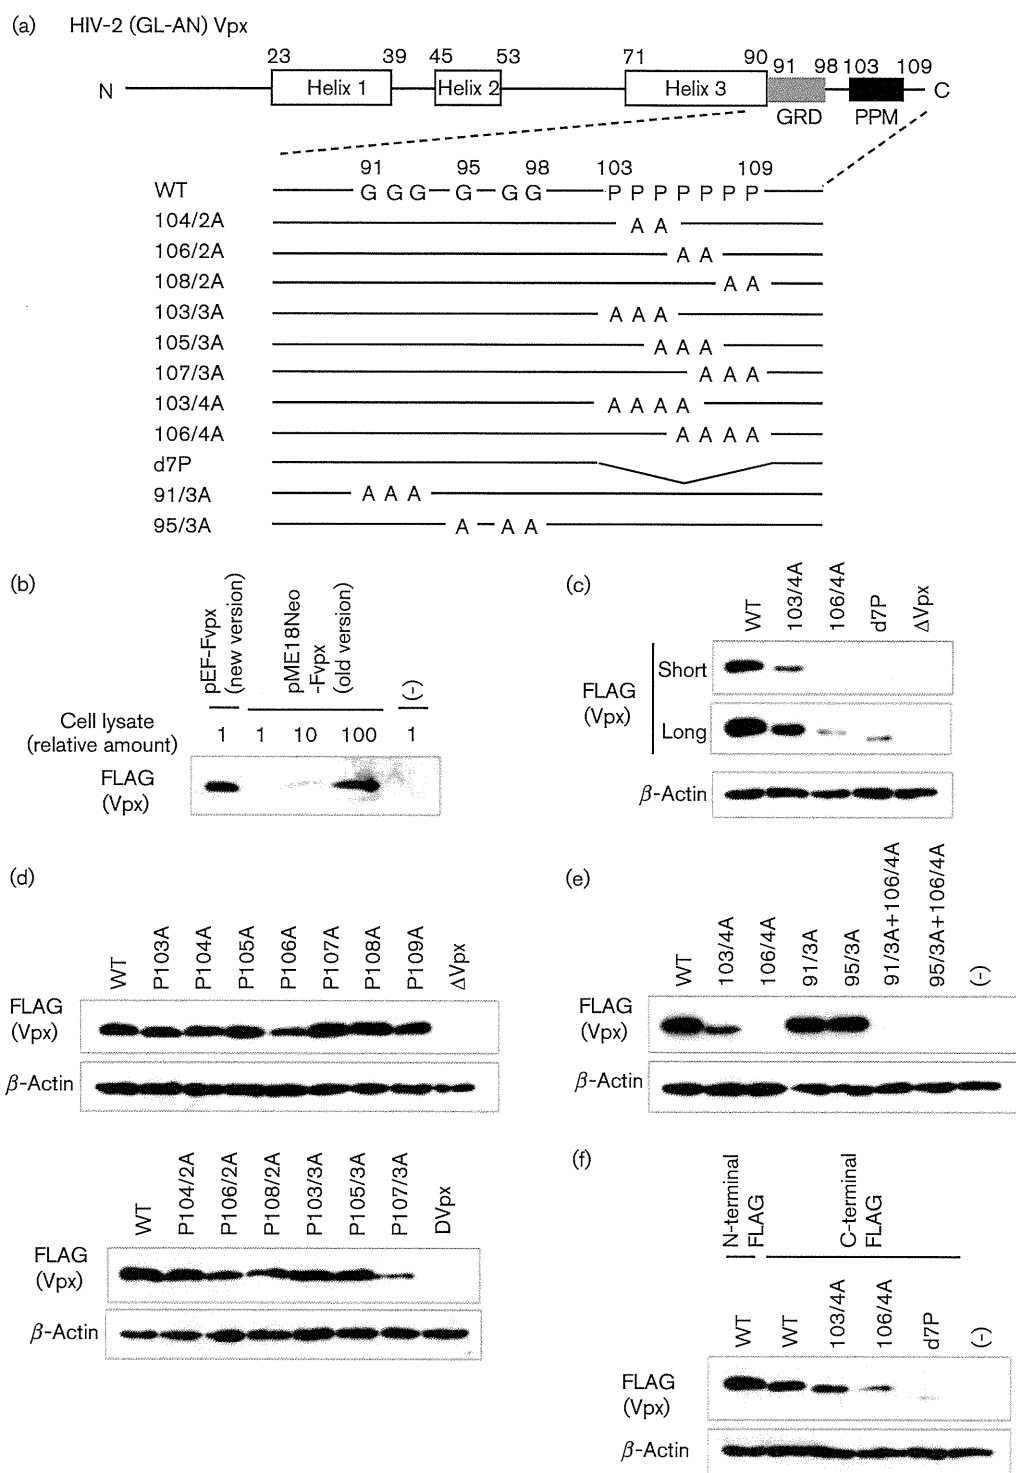 (a) HIV-2 (GL-AN) Vpx
23 39 45 53 71 90 91 98 103 109
N Helix 1 Helix 2 Helix 3 C
GRD PPM
91 95 98 103 109
WT G G G G G G P P P P P P P
104/2A A A
106/2A A A
108/2A A A
103/3A A A A
105/3A A A A
107/3A A A A
103/4A A A A A
106/4A A A A A
d7P
91/3A A A A
95/3A A A A
(b)
pEF-Fvpx
(new version)
pME18Neo
-Fvpx
(old version)
(-)
Cell lysate
(relative amount)
1 1 10 100 1
FLAG
(Vpx)
(c)
WT 103/4A 106/4A d7P ΔVpx
FLAG
(Vpx)
Short
Long
β-Actin
(d)
WT P103A P104A P105A P106A P107A P108A P109A ΔVpx
FLAG
(Vpx)
β-Actin
WT P104/2A P106/2A P108/2A P103/3A P105/3A P107/3A DVpx
FLAG
(Vpx)
β-Actin
(e)
WT 103/4A 106/4A 91/3A 95/3A 91/3A+106/4A 95/3A+106/4A (-)
FLAG
(Vpx)
β-Actin
(f)
N-terminal
FLAG
C-terminal
FLAG
WT WT 103/4A 106/4A d7P (-)
FLAG
(Vpx)
β-Actin